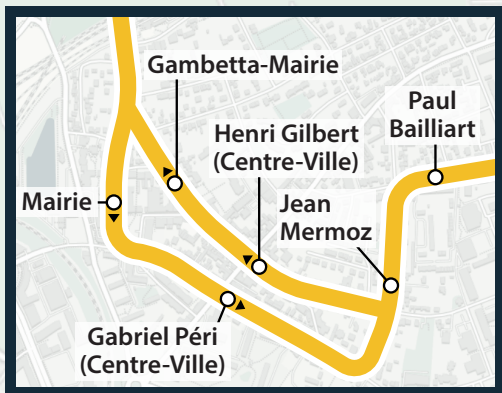 Gambetta-Mairie
Paul
Bailliart
Henri Gilbert
(Centre-Ville)
Mairie
Jean
Mermoz
Gabriel Péri
(Centre-Ville)